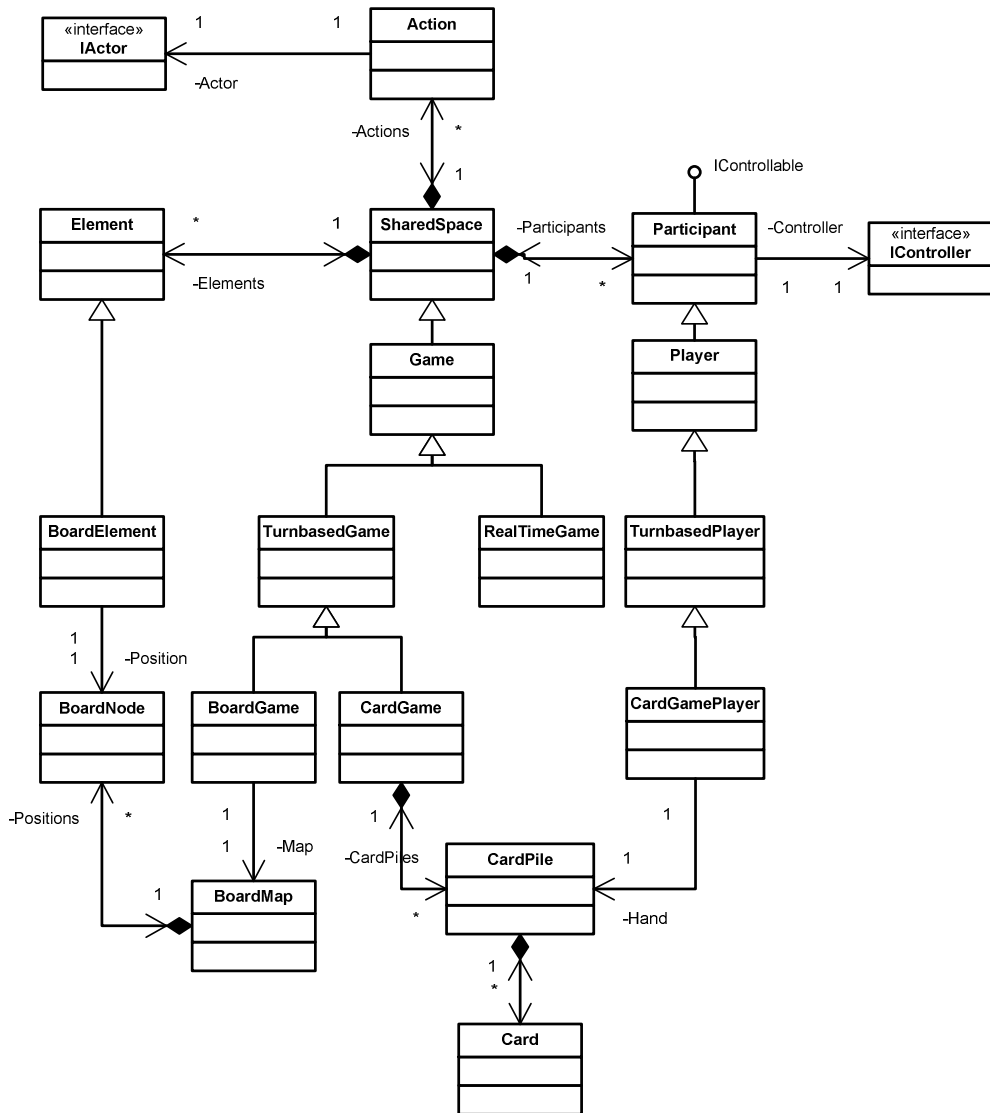 1
1
Action
«interface»
IActor
-Actor
-Actions
*
1
IControllable
Element
*
1
SharedSpace
-Participants
Participant
-Controller
«interface»
IController
-Elements
1
*
1
1
Game
Player
BoardElement
TurnbasedGame
RealTimeGame
TurnbasedPlayer
1
1
-Position
BoardNode
BoardGame
CardGame
CardGamePlayer
-Positions
*
1
1
1
1
-Map
-CardPiles
CardPile
1
BoardMap
1
*
-Hand
1
*
Card